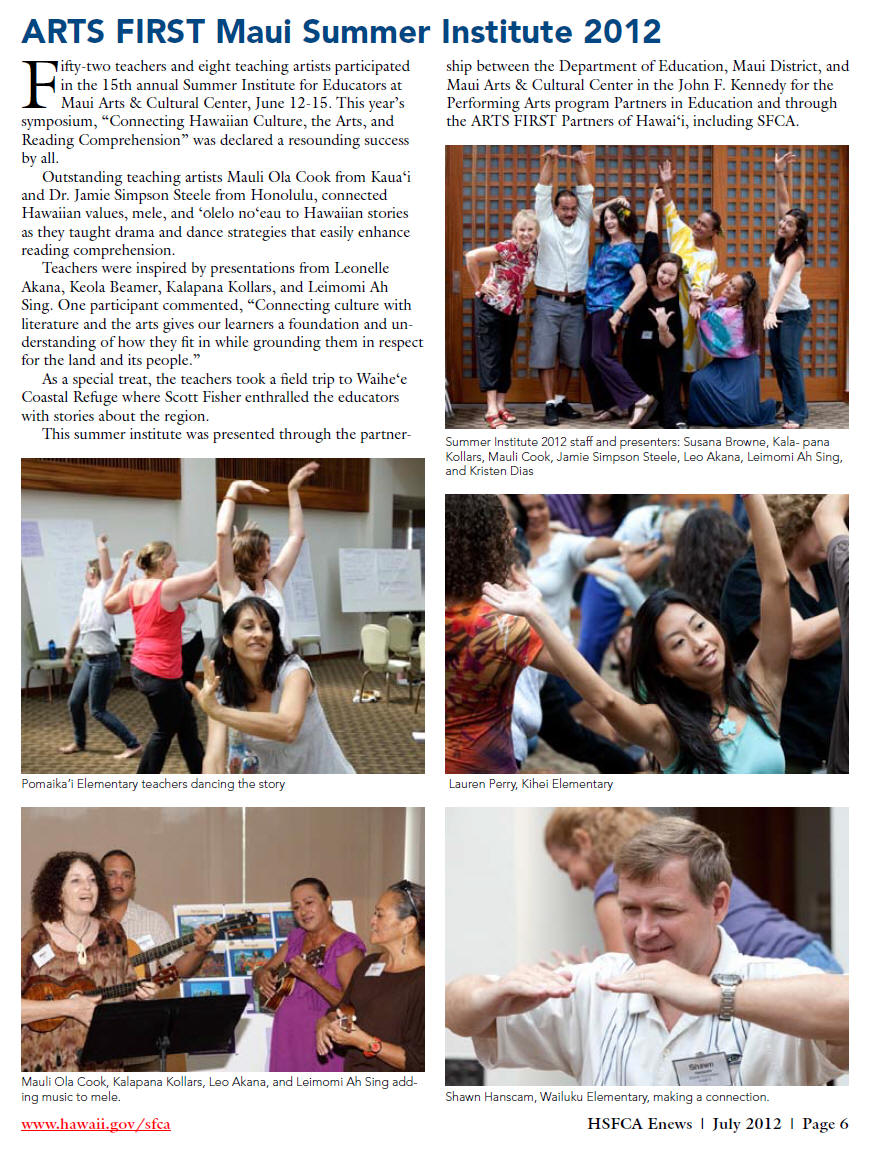 ARTS FIRST Maui Summer Institute 2012
Fifty-two teachers and eight teaching artists participated
in the 15th annual Summer Institute for Educators at
Maui Arts & Cultural Center, June 12-15. This year’s
symposium, “Connecting Hawaiian Culture, the Arts, and
Reading Comprehension” was declared a resounding success
by all.
Outstanding teaching artists Mauli Ola Cook from Kaua‘i
and Dr. Jamie Simpson Steele from Honolulu, connected
Hawaiian values, mele, and ‘olelo no‘eau to Hawaiian stories
as they taught drama and dance strategies that easily enhance
reading comprehension.
Teachers were inspired by presentations from Leonelle
Akana, Keola Beamer, Kalapana Kollars, and Leimomi Ah
Sing. One participant commented, “Connecting culture with
literature and the arts gives our learners a foundation and un-
derstanding of how they fit in while grounding them in respect
for the land and its people.”
As a special treat, the teachers took a field trip to Waihe‘e
Coastal Refuge where Scott Fisher enthralled the educators
with stories about the region.
This summer institute was presented through the partner-
ship between the Department of Education, Maui District, and
Maui Arts & Cultural Center in the John F. Kennedy for the
Performing Arts program Partners in Education and through
the ARTS FIRST Partners of Hawai‘i, including SFCA.
Summer Institute 2012 staff and presenters: Susana Browne, Kala- pana
Kollars, Mauli Cook, Jamie Simpson Steele, Leo Akana, Leimomi Ah Sing,
and Kristen Dias
Pomaika‘i Elementary teachers dancing the story
Lauren Perry, Kihei Elementary
Mauli Ola Cook, Kalapana Kollars, Leo Akana, and Leimomi Ah Sing add-
ing music to mele.
Shawn
Shawn Hanscam, Wailuku Elementary, making a connection.
www.hawaii.gov/sfca
HSFCA Enews | July 2012 | Page 6